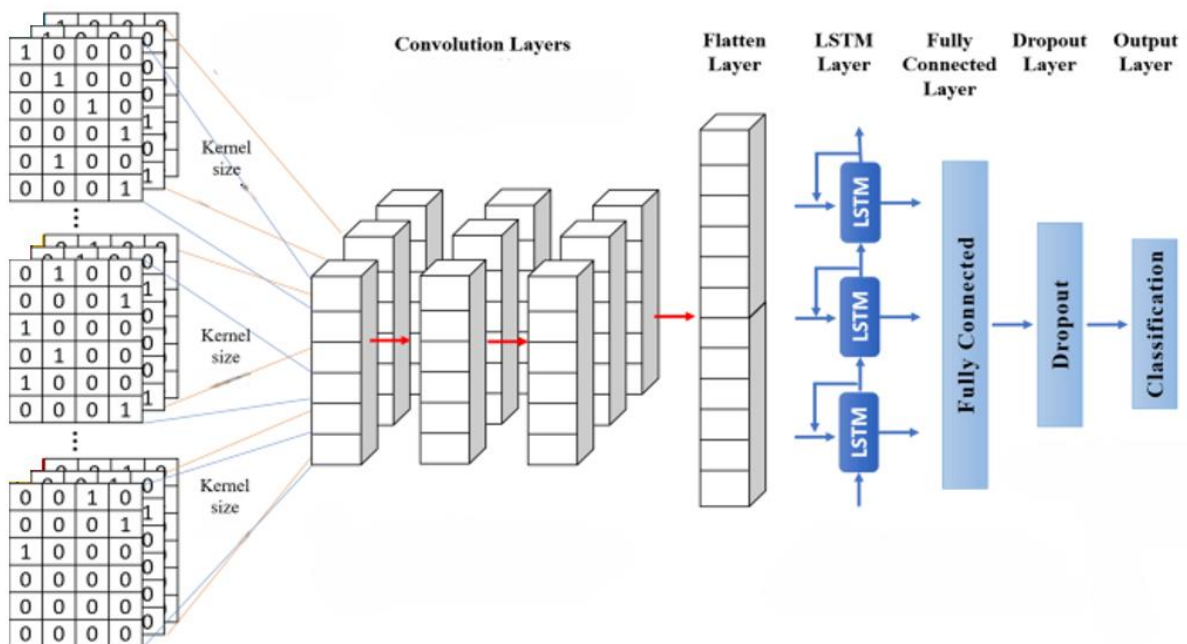 Convolution Layers
Flatten
Layer
LSTM
Layer
Fully
Connected
Layer
Dropout
Layer
Output
Layer
1 0 0 0
0 1 0 0
0 0 1 0
0 0 0 1
0 1 0 0
0 0 0 1
...
Kernel
size
0 1 0 0
0 0 0 1
1 0 0 0
0 1 0 0
1 0 0 0
0 0 0 1
...
Kernel
size
0 0 1 0
0 0 0 1
1 0 0 0
0 0 0 0
0 0 0 0
0 0 0 0
Kernel
size
LSTM
LSTM
LSTM
Fully Connected
Dropout
Classification